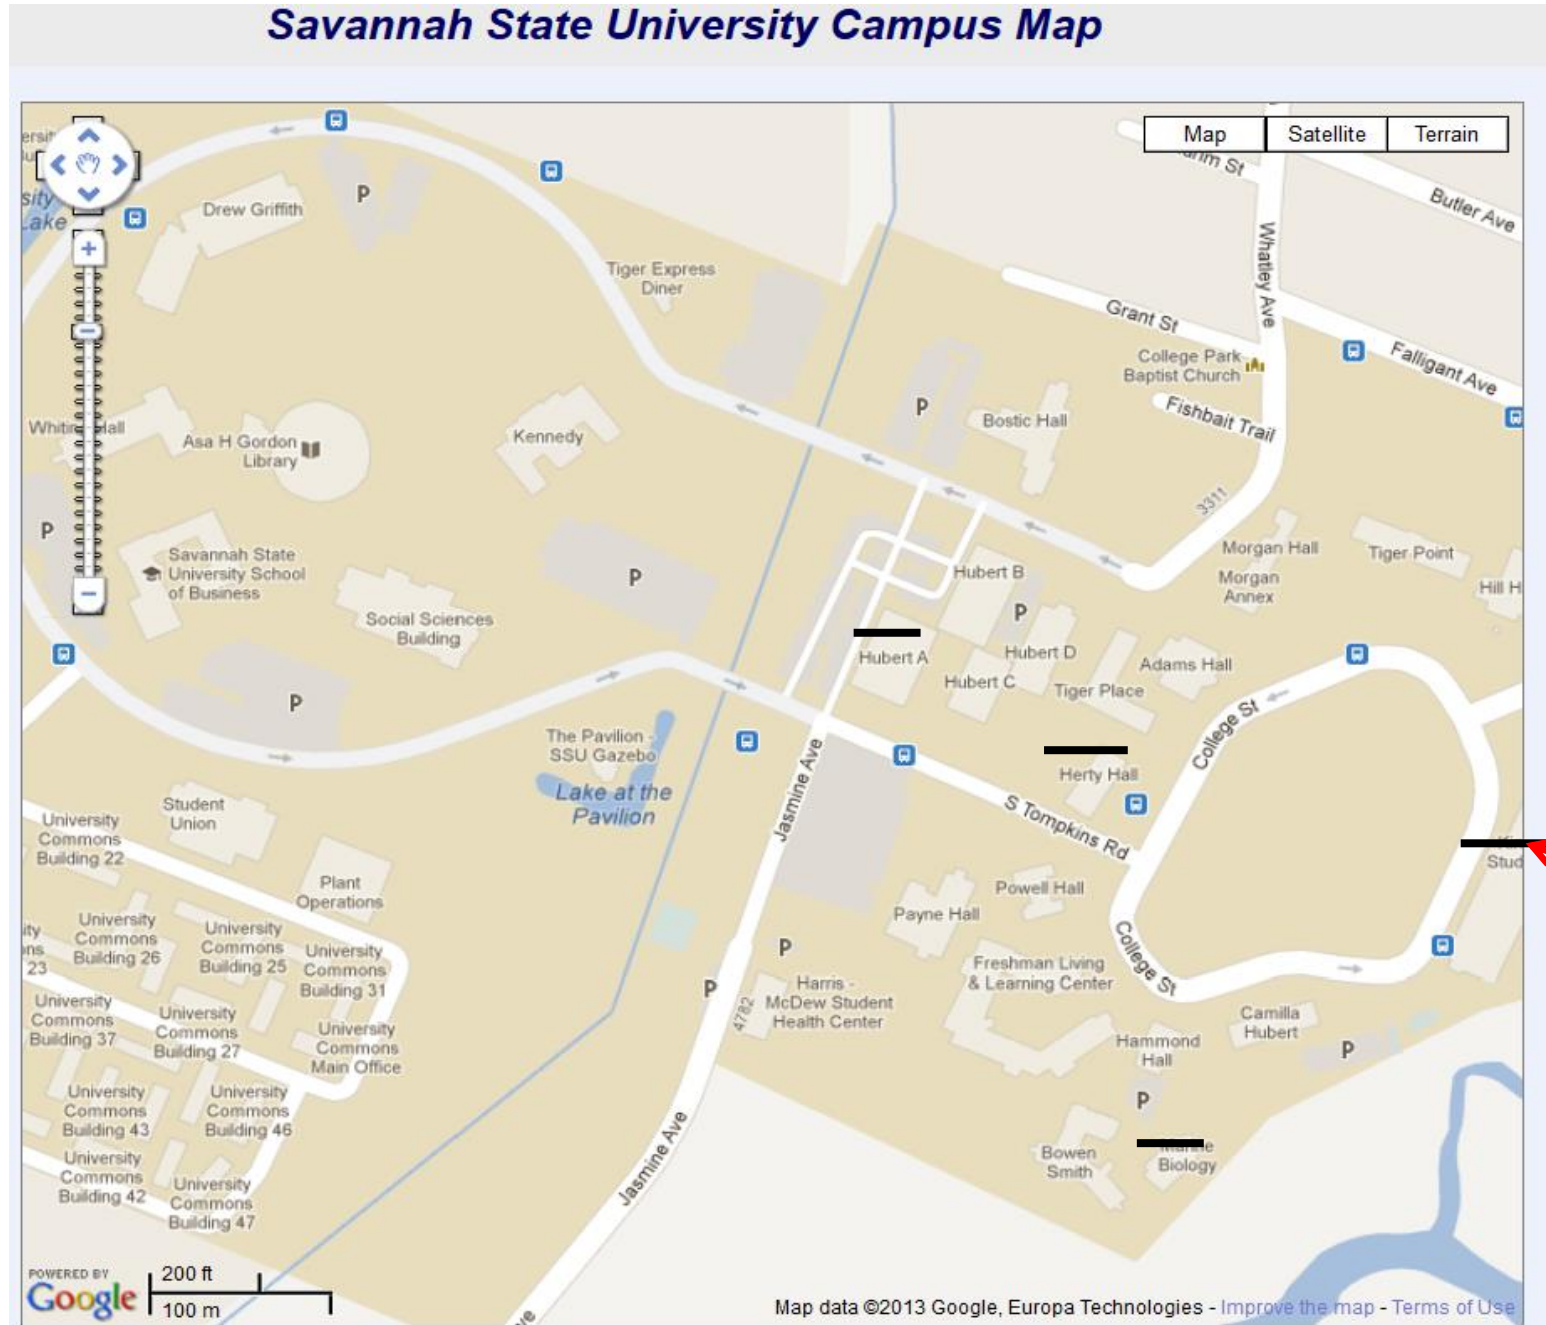 Savannah State University Campus Map
Map
Satellite
Terrain
Butler Ave
Whatley Ave
Drew Griffith
Tiger Express
Diner
Grant St
College Park
Baptist Church
Falligant Ave
Fishbait Trail
Bostic Hall
Kennedy
Asa H Gordon
Library
P
P
P
P
P
P
P
P
P
P
3311
Savannah State
University School
of Business
Social Sciences
Building
Morgan Hall
Morgan
Annex
Tiger Point
Hill H
Hubert B
Hubert A
Hubert D
Hubert C
Tiger Place
Adams Hall
College St
The Pavilion -
SSU Gazebo
Lake at the
Pavilion
Jasmine Ave
Herty Hall
S Tompkins Rd
Stud
Student
Union
University
Commons
Building 22
Plant
Operations
Powell Hall
Payne Hall
College St
Freshman Living
& Learning Center
University
Commons
Building 26
University
Commons
Building 25
University
Commons
Building 31
23
Harris -
McDew Student
Health Center
4782
Camilla
Hubert
Hammond
Hall
University
Commons
Building 37
University
Commons
Building 27
University
Commons
Main Office
University
Commons
Building 43
University
Commons
Building 46
Bowen
Smith
Biology
Jasmine Ave
University
Commons
Building 42
University
Commons
Building 47
POWERED BY
Google
200 ft
100 m
Map data ©2013 Google, Europa Technologies - Improve the map - Terms of Use